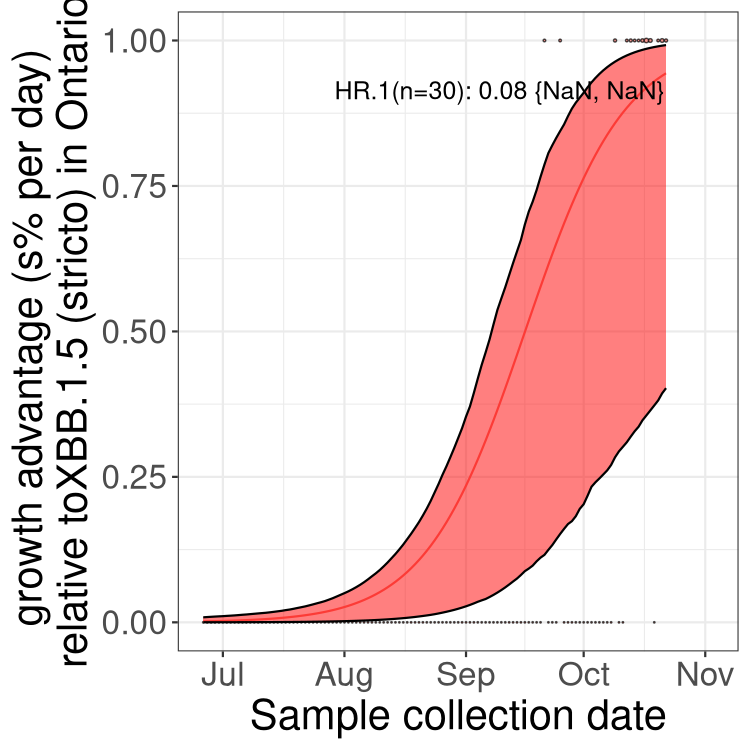 growth advantage (s% per day)
relative toXBB.1.5 (stricto) in Ontario
1.00
HR.1(n=30): 0.08 {NaN, NaN}
0.75
0.50
0.25
0.00
Jul Aug Sep Oct Nov
Sample collection date